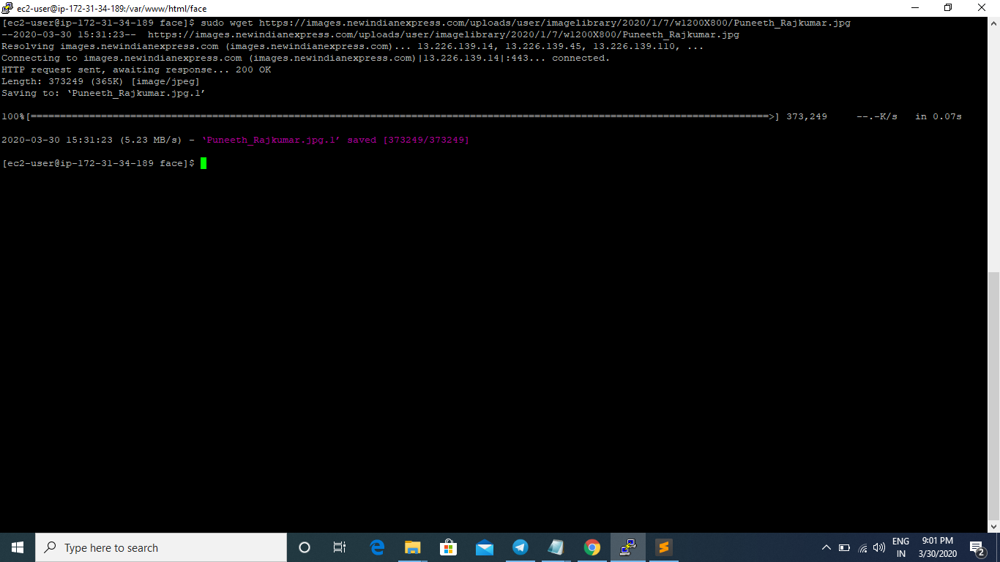 ec2-user@ip-172-31-34-189:/var/www/html/face
[ec2-user@ip-172-31-34-189 face]$ sudo wget https://images.newindianexpress.com/uploads/user/imagelibrary/2020/1/7/w1200X800/Puneeth_Rajkumar.jpg
--2020-03-30 15:31:23--  https://images.newindianexpress.com/uploads/user/imagelibrary/2020/1/7/w1200X800/Puneeth_Rajkumar.jpg
Resolving images.newindianexpress.com (images.newindianexpress.com)... 13.226.139.14, 13.226.139.45, 13.226.139.110, ...
Connecting to images.newindianexpress.com (images.newindianexpress.com)|13.226.139.14|:443... connected.
HTTP request sent, awaiting response... 200 OK
Length: 373249 (365K) [image/jpeg]
Saving to: ‘Puneeth_Rajkumar.jpg.1’
100%[==============================================================================================================================>] 373,249     --.-K/s   in 0.07s
2020-03-30 15:31:23 (5.23 MB/s) - ‘Puneeth_Rajkumar.jpg.1’ saved [373249/373249]
[ec2-user@ip-172-31-34-189 face]$
Type here to search
ENG
IN
9:01 PM
3/30/2020
2